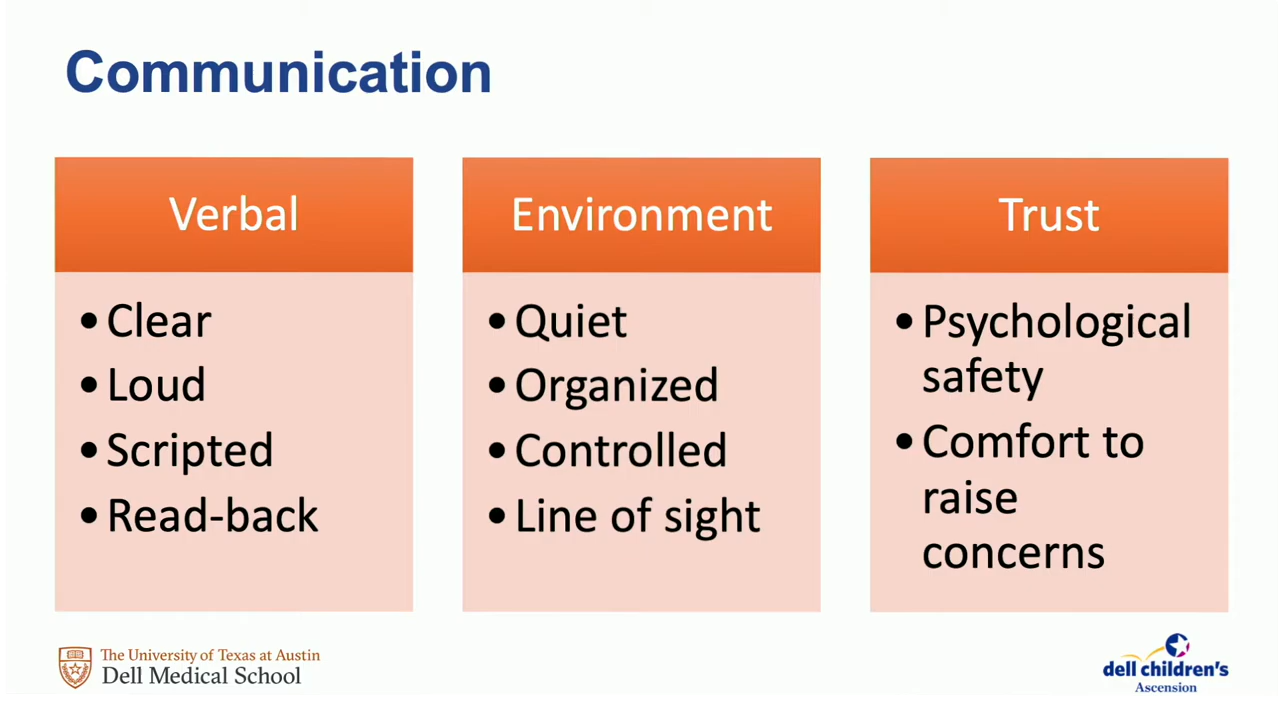 Communication
Verbal
• Clear
• Loud
• Scripted
• Read-back
Environment
• Quiet
• Organized
• Controlled
• Line of sight
Trust
• Psychological
safety
• Comfort to
raise
concerns
The University of Texas at Austin
Dell Medical School
dell children's
Ascension